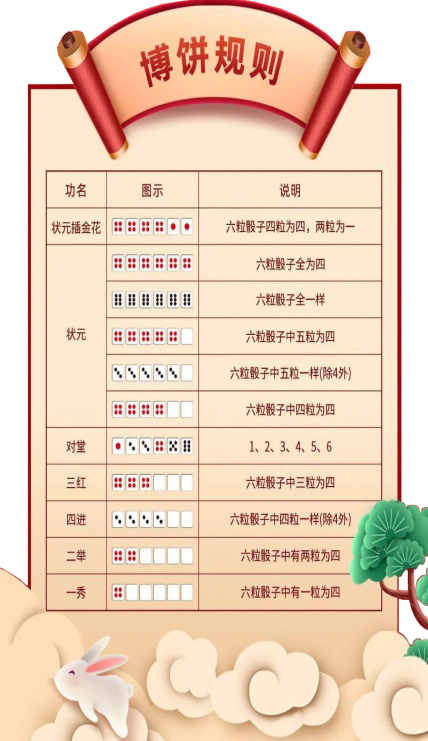 博饼规则
功名 图示 说明
状元插金花 六粒骰子四粒为四，两粒为一
状元 六粒骰子全为四
六粒骰子全一样
六粒骰子中五粒为四
六粒骰子中五粒一样(除4外)
六粒骰子中四粒为四
对堂 1、2、3、4、5、6
三红 六粒骰子中三粒为四
四进 六粒骰子中四粒一样(除4外)
二举 六粒骰子中有两粒为四
一秀 六粒骰子中有一粒为四